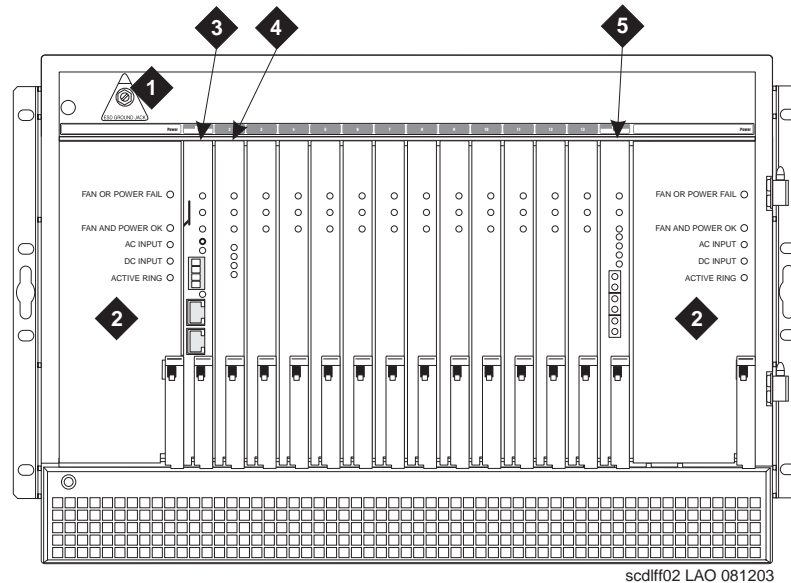 3 4 5
1
ESD GROUND JACK
Power 2 3 4 5 6 7 8 9 10 11 12 13 Power
FAN OR POWER FAIL FAN OR POWER FAIL
FAN AND POWER OK FAN AND POWER OK
AC INPUT AC INPUT
DC INPUT DC INPUT
ACTIVE RING ACTIVE RING
2 2
scdlff02 LAO 081203